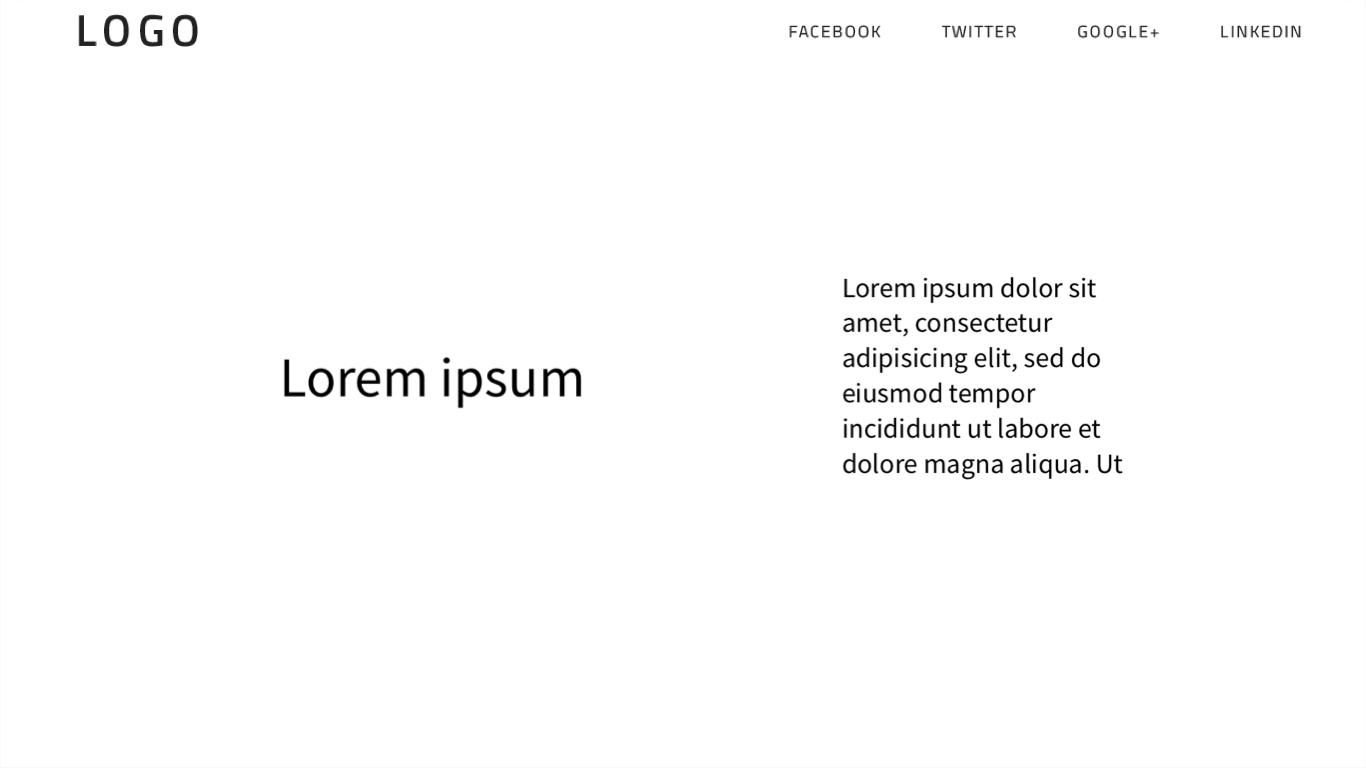 LOGO
FACEBOOK TWITTER GOOGLE+ LINKEDIN
Lorem ipsum
Lorem ipsum dolor sit
amet, consectetur
adipisicing elit, sed do
eiusmod tempor
incididunt ut labore et
dolore magna aliqua. Ut